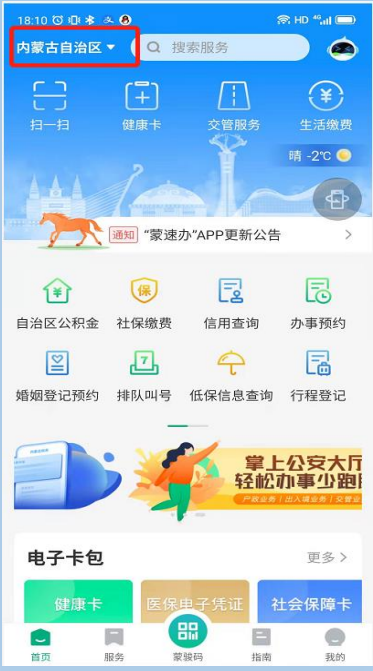 18:10 HD 4G
内蒙古自治区 搜索服务
扫一扫 健康卡 交管服务 生活缴费
晴 -2℃
通知 “蒙速办”APP更新公告
保
自治区公积金 社保缴费 信用查询 办事预约
7
婚姻登记预约 排队叫号 低保信息查询 行程登记
掌上公安大厅
轻松办事少跑
户政业务 | 出入境业务 | 交管业
电子卡包 更多
健康卡 医保电子凭证 社会保障卡
首页 服务 蒙骏码 指南 我的